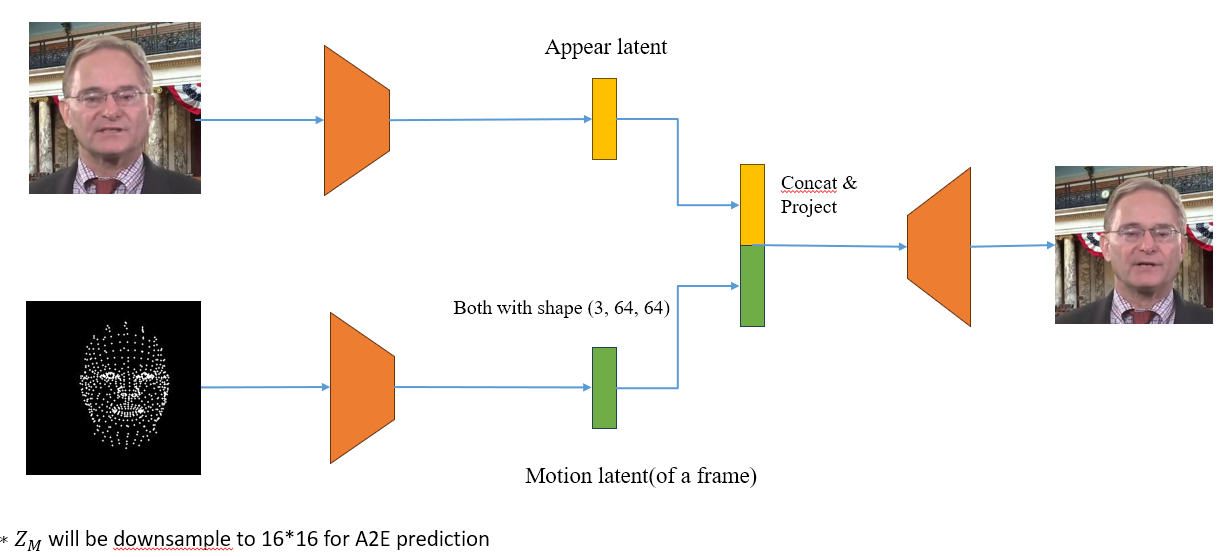 Appear latent
Concat &
Project
Both with shape (3, 64, 64)
Motion latent(of a frame)
* Z_M will be downsample to 16*16 for A2E prediction